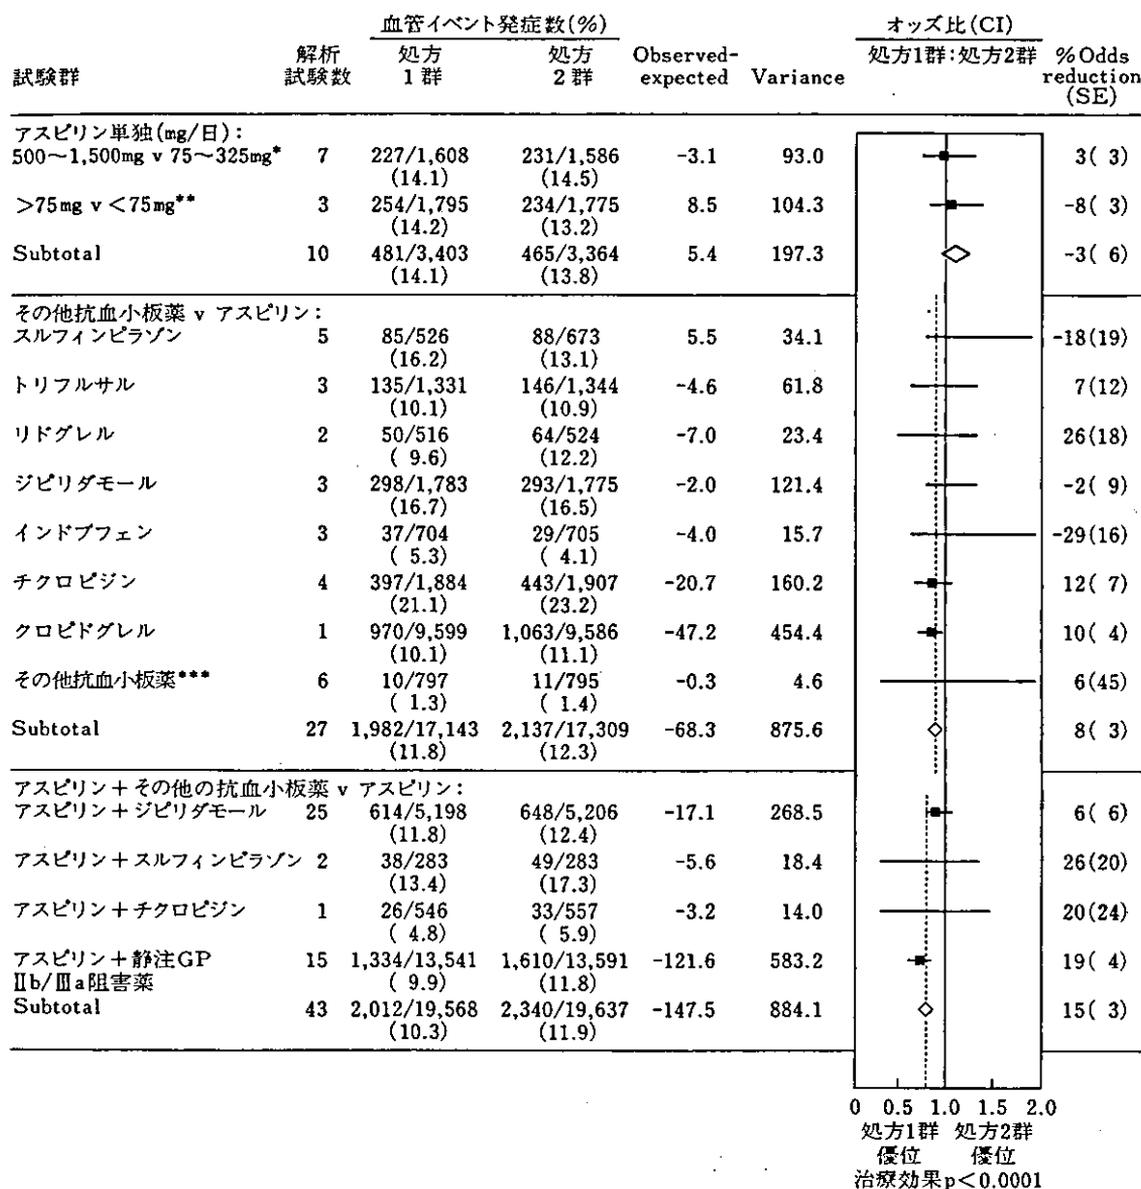 血管イベント発症数(%) オッズ比(CI)
解析 処方 処方 Observed- 処方1群:処方2群 %Odds
試験群 試験数 1群 2群 expected Variance reduction
(SE)
アスピリン単独(mg/日):
500～1,500mg v 75～325mg* 7 227/1,608 231/1,586 -3.1 93.0 3( 3)
(14.1) (14.5)
>75mg v <75mg** 3 254/1,795 234/1,775 8.5 104.3 -8( 3)
(14.2) (13.2)
Subtotal 10 481/3,403 465/3,364 5.4 197.3 -3( 6)
(14.1) (13.8)
その他抗血小板薬 v アスピリン:
スルフィンピラゾン 5 85/526 88/673 5.5 34.1 -18(19)
(16.2) (13.1)
トリフルサル 3 135/1,331 146/1,344 -4.6 61.8 7(12)
(10.1) (10.9)
リドグレル 2 50/516 64/524 -7.0 23.4 26(18)
( 9.6) (12.2)
ジピリダモール 3 298/1,783 293/1,775 -2.0 121.4 -2( 9)
(16.7) (16.5)
インドブフェン 3 37/704 29/705 -4.0 15.7 -29(16)
( 5.3) ( 4.1)
チクロピジン 4 397/1,884 443/1,907 -20.7 160.2 12( 7)
(21.1) (23.2)
クロピドグレル 1 970/9,599 1,063/9,586 -47.2 454.4 10( 4)
(10.1) (11.1)
その他抗血小板薬*** 6 10/797 11/795 -0.3 4.6 6(45)
( 1.3) ( 1.4)
Subtotal 27 1,982/17,143 2,137/17,309 -68.3 875.6 8( 3)
(11.8) (12.3)
アスピリン+その他の抗血小板薬 v アスピリン:
アスピリン+ジピリダモール 25 614/5,198 648/5,206 -17.1 268.5 6( 6)
(11.8) (12.4)
アスピリン+スルフィンピラゾン 2 38/283 49/283 -5.6 18.4 26(20)
(13.4) (17.3)
アスピリン+チクロピジン 1 26/546 33/557 -3.2 14.0 20(24)
( 4.8) ( 5.9)
アスピリン+静注GP 15 1,334/13,541 1,610/13,591 -121.6 583.2 19( 4)
Ⅱb/Ⅲa阻害薬 ( 9.9) (11.8)
Subtotal 43 2,012/19,568 2,340/19,637 -147.5 884.1 15( 3)
(10.3) (11.9)
0 0.5 1.0 1.5 2.0
処方1群 処方2群
優位 優位
治療効果p<0.0001